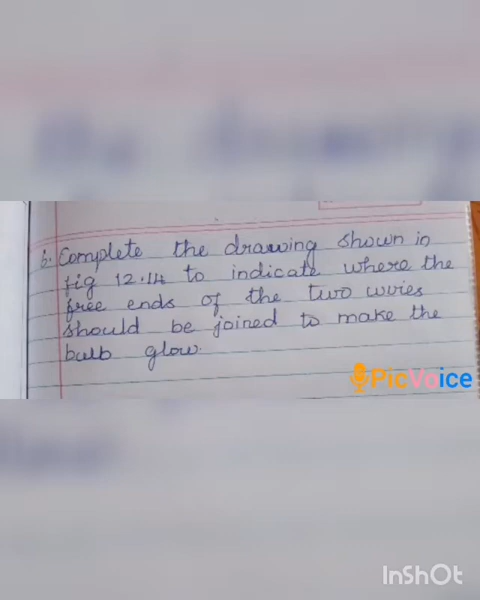 6. Complete the drawing shown in
fig 12.14 to indicate where the
free ends of the two wires
should be joined to make the
bulb glow.
PicVoice
InShOt